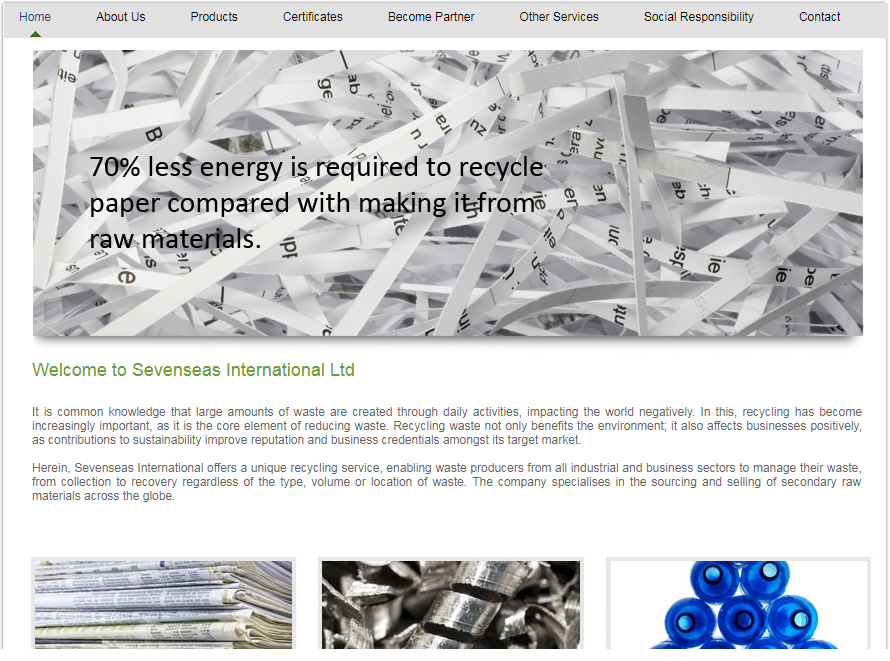 Home About Us Products Certificates Become Partner Other Services Social Responsibility Contact
70% less energy is required to recycle
paper compared with making it from
raw materials.
Welcome to Sevenseas International Ltd
It is common knowledge that large amounts of waste are created through daily activities, impacting the world negatively. In this, recycling has become
increasingly important, as it is the core element of reducing waste. Recycling waste not only benefits the environment; it also affects businesses positively,
as contributions to sustainability improve reputation and business credentials amongst its target market.
Herein, Sevenseas International offers a unique recycling service, enabling waste producers from all industrial and business sectors to manage their waste,
from collection to recovery regardless of the type, volume or location of waste. The company specialises in the sourcing and selling of secondary raw
materials across the globe.